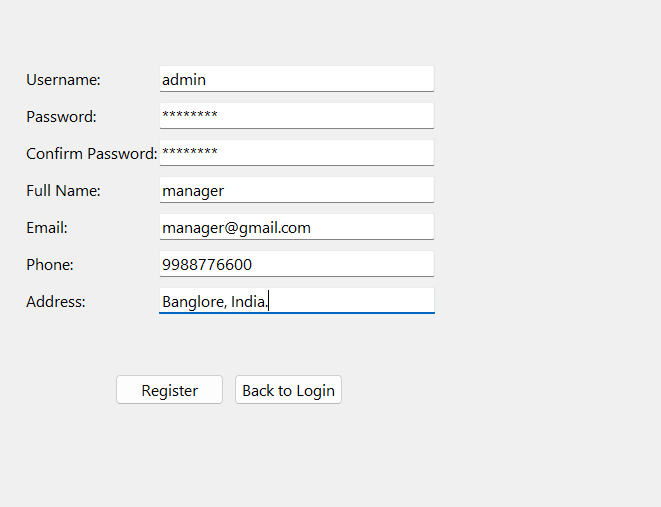 Username: admin
Password: ********
Confirm Password: ********
Full Name: manager
Email: manager@gmail.com
Phone: 9988776600
Address: Banglore, India.
Register Back to Login